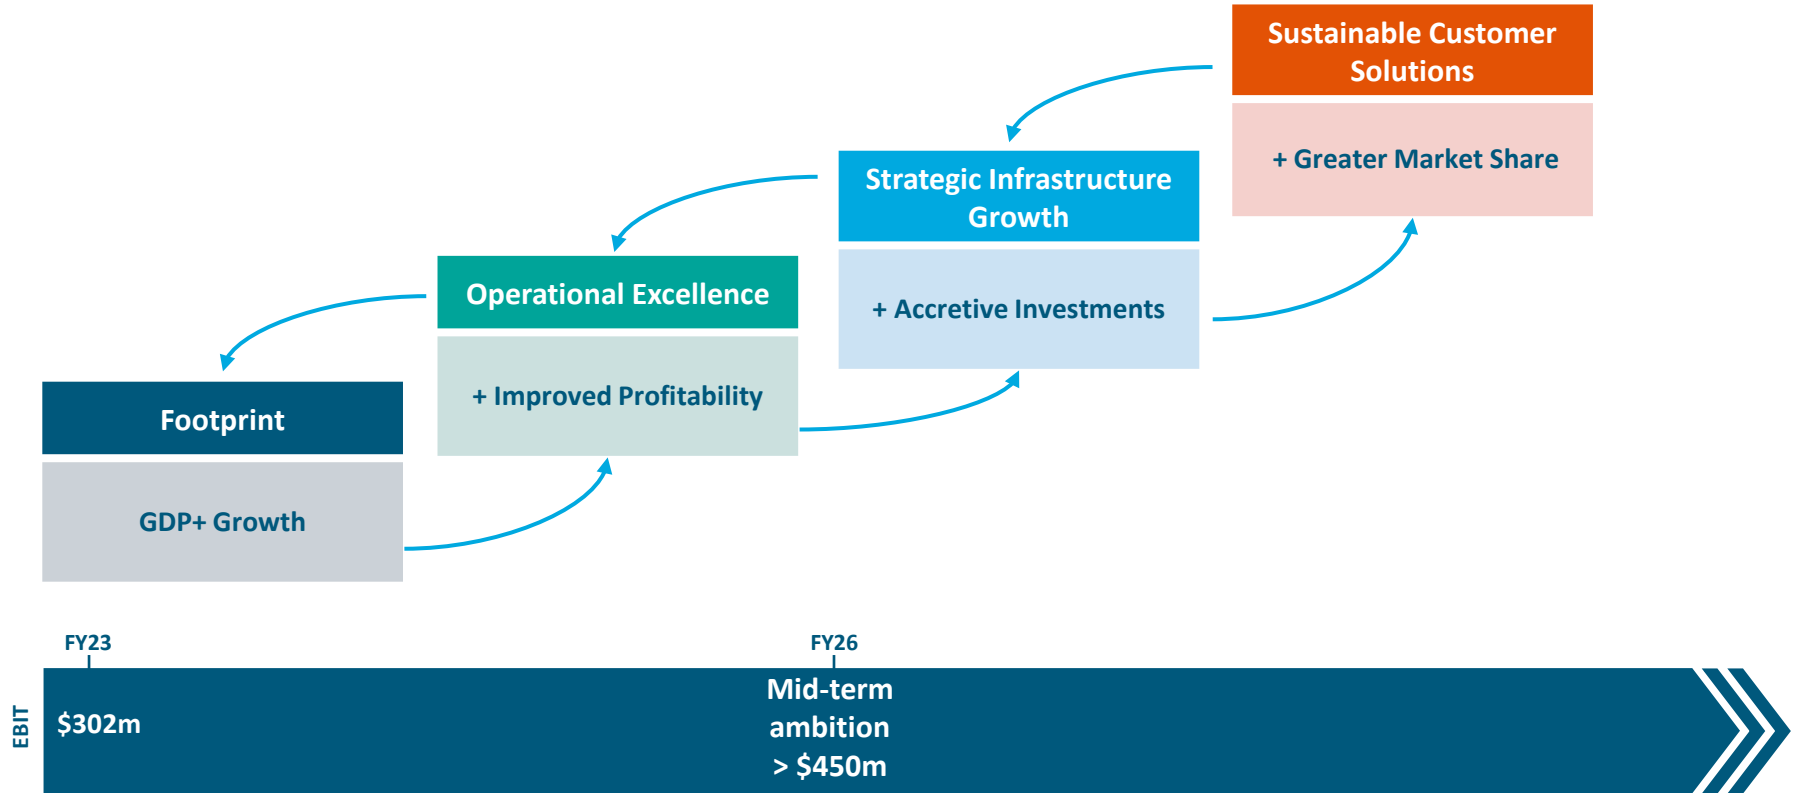 Sustainable Customer
Solutions
+ Greater Market Share
Strategic Infrastructure
Growth
+ Accretive Investments
Operational Excellence
+ Improved Profitability
Footprint
GDP+ Growth
FY23
FY26
EBIT
$302m
Mid-term
ambition
> $450m